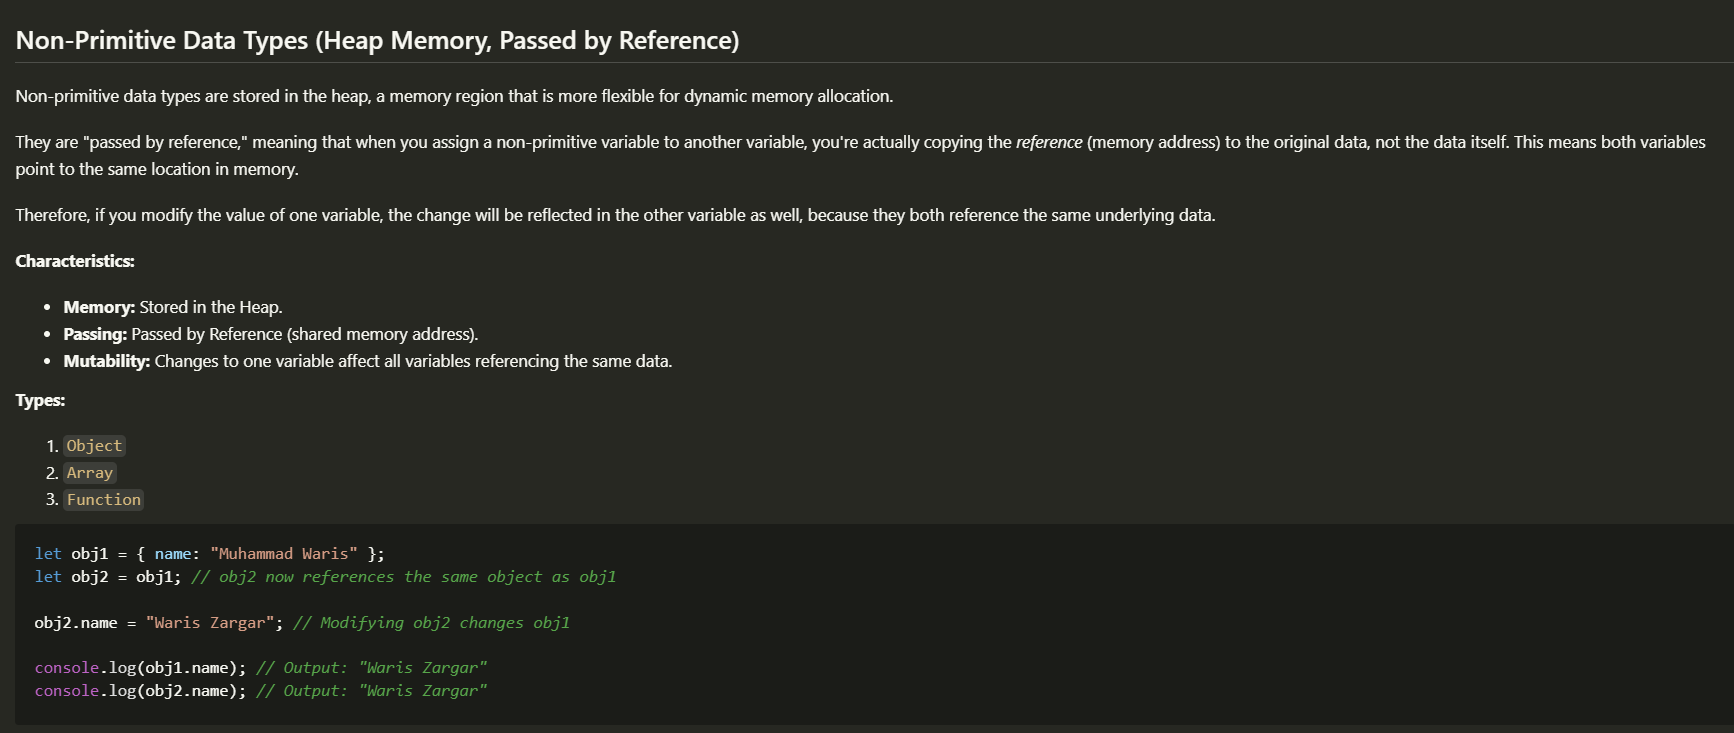 Non-Primitive Data Types (Heap Memory, Passed by Reference)
Non-primitive data types are stored in the heap, a memory region that is more flexible for dynamic memory allocation.
They are "passed by reference," meaning that when you assign a non-primitive variable to another variable, you're actually copying the reference (memory address) to the original data, not the data itself. This means both variables
point to the same location in memory.
Therefore, if you modify the value of one variable, the change will be reflected in the other variable as well, because they both reference the same underlying data.
Characteristics:
• Memory: Stored in the Heap.
• Passing: Passed by Reference (shared memory address).
• Mutability: Changes to one variable affect all variables referencing the same data.
Types:
1. Object
2. Array
3. Function
let obj1 = { name: "Muhammad Waris" };
let obj2 = obj1; // obj2 now references the same object as obj1
obj2.name = "Waris Zargar"; // Modifying obj2 changes obj1
console.log(obj1.name); // Output: "Waris Zargar"
console.log(obj2.name); // Output: "Waris Zargar"